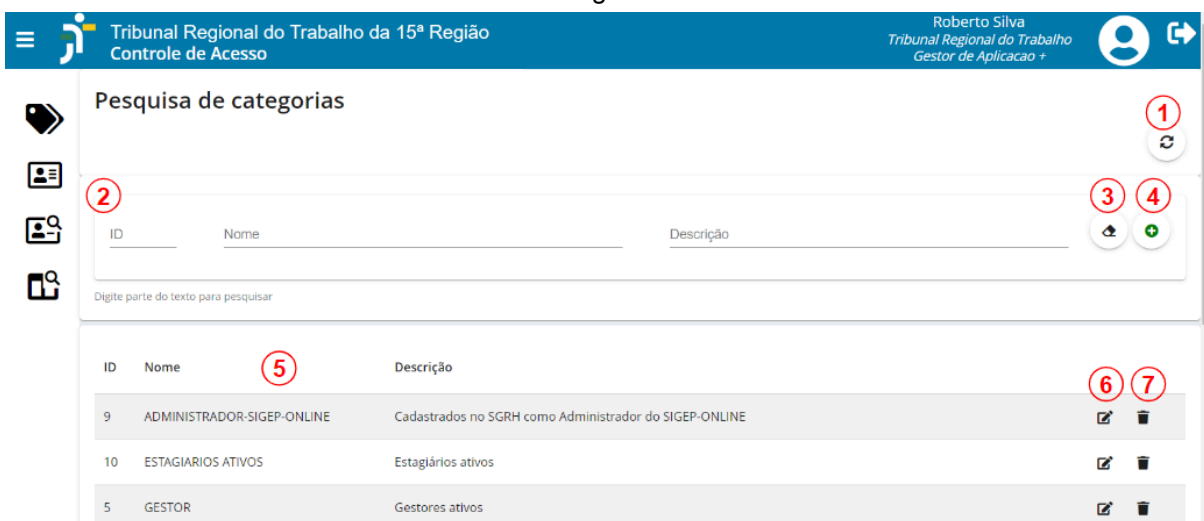 Tribunal Regional do Trabalho da 15ª Região
Controle de Acesso
Roberto Silva
Tribunal Regional do Trabalho
Gestor de Aplicacao +
Pesquisa de categorias
1
2
3
4
ID Nome Descrição
Digite parte do texto para pesquisar
ID Nome 5 Descrição
6 7
9 ADMINISTRADOR-SIGEP-ONLINE Cadastrados no SGRH como Administrador do SIGEP-ONLINE
10 ESTAGIARIOS ATIVOS Estagiários ativos
5 GESTOR Gestores ativos